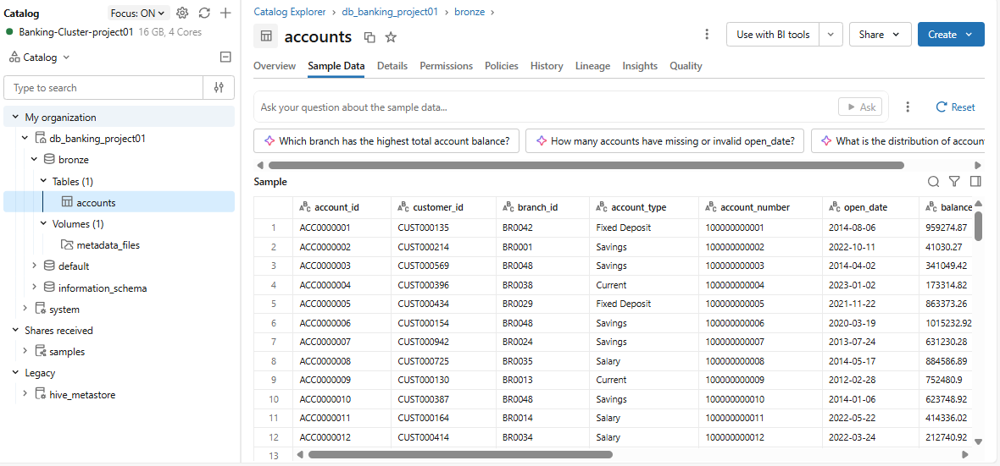 Catalog Focus: ON
Banking-Cluster-project01 16 GB, 4 Cores
Catalog
Type to search
My organization
db_banking_project01
bronze
Tables (1)
accounts
Volumes (1)
metadata_files
default
information_schema
system
Shares received
samples
Legacy
hive_metastore
Catalog Explorer > db_banking_project01 > bronze >
accounts
Use with BI tools Share Create
Overview Sample Data Details Permissions Policies History Lineage Insights Quality
Ask your question about the sample data... Ask Reset
Which branch has the highest total account balance? How many accounts have missing or invalid open_date? What is the distribution of accoun
Sample
ABC account_id ABC customer_id ABC branch_id ABC account_type ABC account_number ABC open_date ABC balance
1 ACC0000001 CUST000135 BR0042 Fixed Deposit 100000000001 2014-08-06 959274.87
2 ACC0000002 CUST000214 BR0001 Savings 100000000002 2022-10-11 41030.27
3 ACC0000003 CUST000569 BR0048 Savings 100000000003 2014-04-02 341049.42
4 ACC0000004 CUST000396 BR0038 Current 100000000004 2023-01-02 173314.82
5 ACC0000005 CUST000434 BR0029 Fixed Deposit 100000000005 2021-11-22 863373.26
6 ACC0000006 CUST000154 BR0048 Savings 100000000006 2020-03-19 1015232.92
7 ACC0000007 CUST000942 BR0024 Savings 100000000007 2013-07-24 631230.28
8 ACC0000008 CUST000725 BR0035 Salary 100000000008 2014-05-17 884586.89
9 ACC0000009 CUST000130 BR0013 Current 100000000009 2012-02-28 752480.9
10 ACC0000010 CUST000387 BR0048 Savings 100000000010 2014-01-06 623748.92
11 ACC0000011 CUST000164 BR0014 Salary 100000000011 2022-05-22 414336.02
12 ACC0000012 CUST000414 BR0034 Salary 100000000012 2022-03-24 212740.92
13